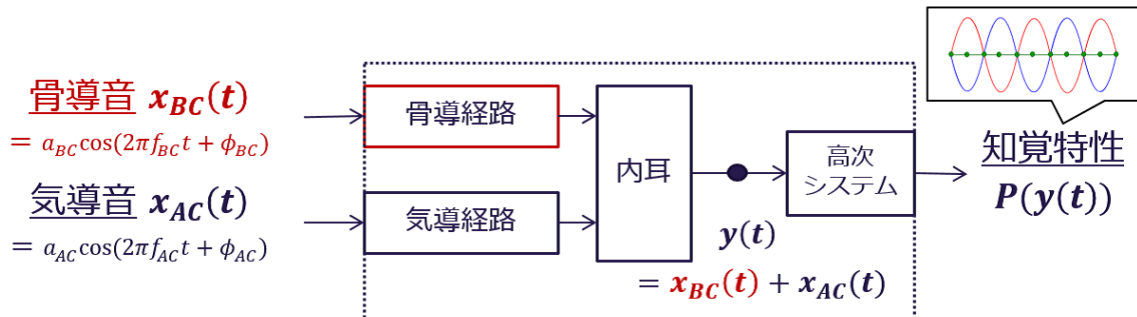 骨導音 x_BC(t)
= a_BC cos(2πf_BC t + ϕ_BC)
気導音 x_AC(t)
= a_AC cos(2πf_AC t + ϕ_AC)
骨導経路
気導経路
内耳
y(t)
= x_BC(t) + x_AC(t)
高次
システム
知覚特性
P(y(t))